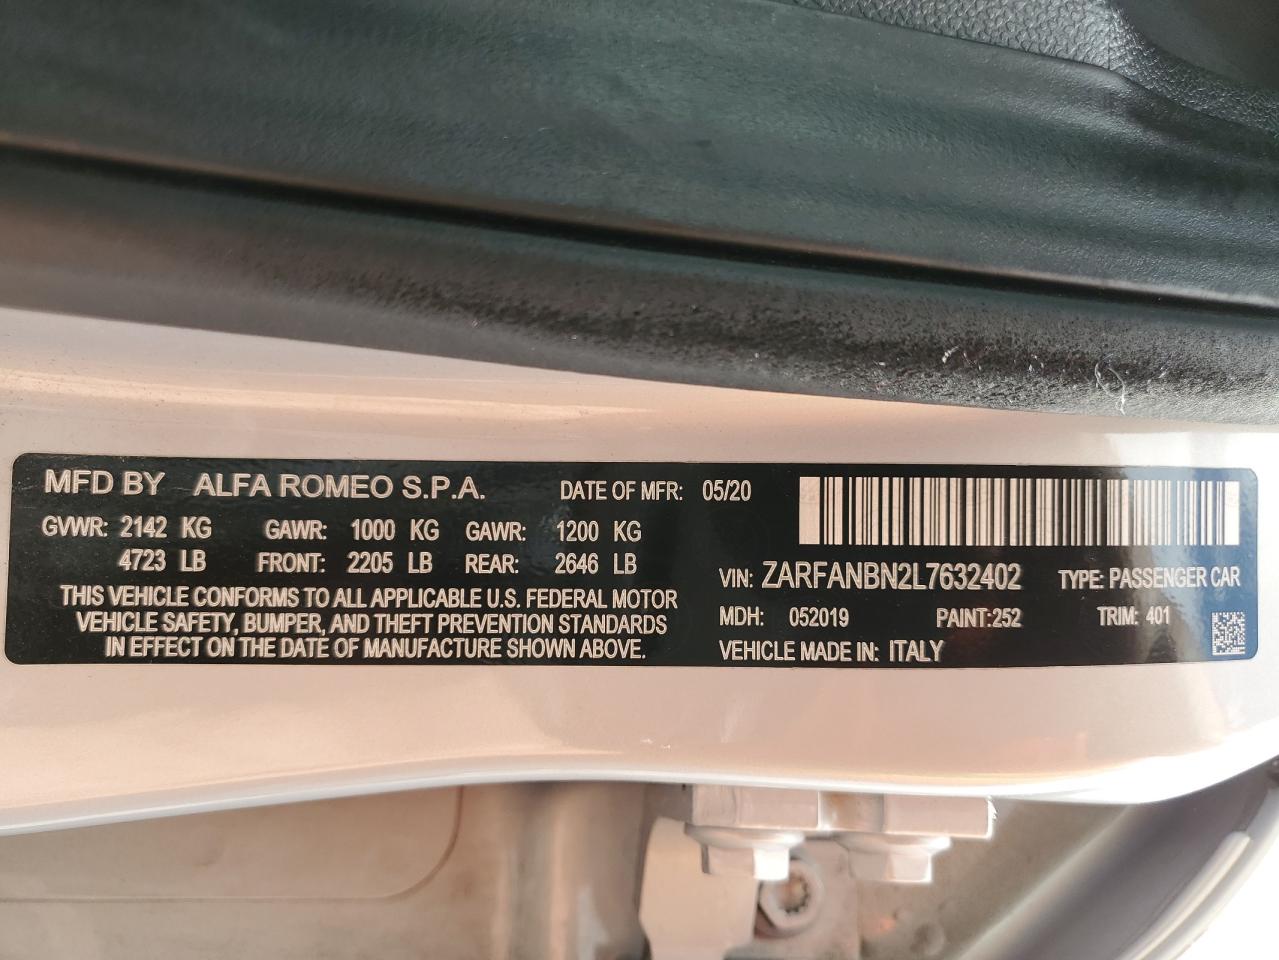 MFD BY ALFA ROMEO S.P.A. DATE OF MFR: 05/20
GVWR: 2142 KG GAWR: 1000 KG GAWR: 1200 KG
4723 LB FRONT: 2205 LB REAR: 2646 LB
THIS VEHICLE CONFORMS TO ALL APPLICABLE U.S. FEDERAL MOTOR
VEHICLE SAFETY, BUMPER, AND THEFT PREVENTION STANDARDS
IN EFFECT ON THE DATE OF MANUFACTURE SHOWN ABOVE.
VIN: ZARFANBN2L7632402 TYPE: PASSENGER CAR
MDH: 052019 PAINT:252 TRIM: 401
VEHICLE MADE IN: ITALY